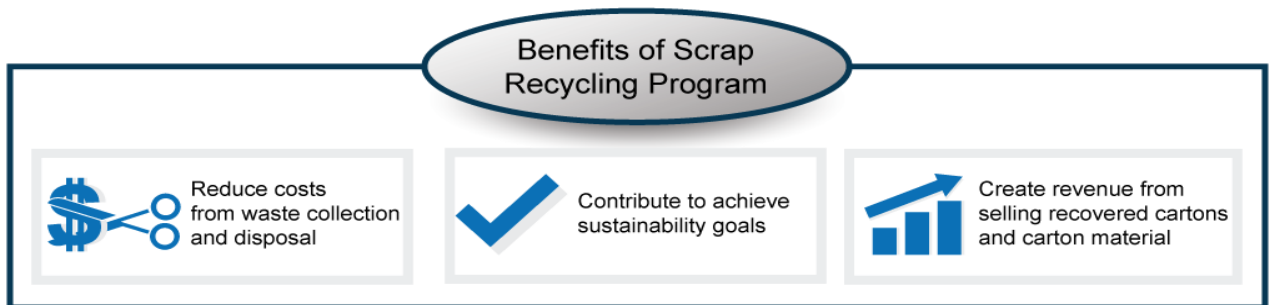 Benefits of Scrap
Recycling Program
Reduce costs
from waste collection
and disposal
Contribute to achieve
sustainability goals
Create revenue from
selling recovered cartons
and carton material